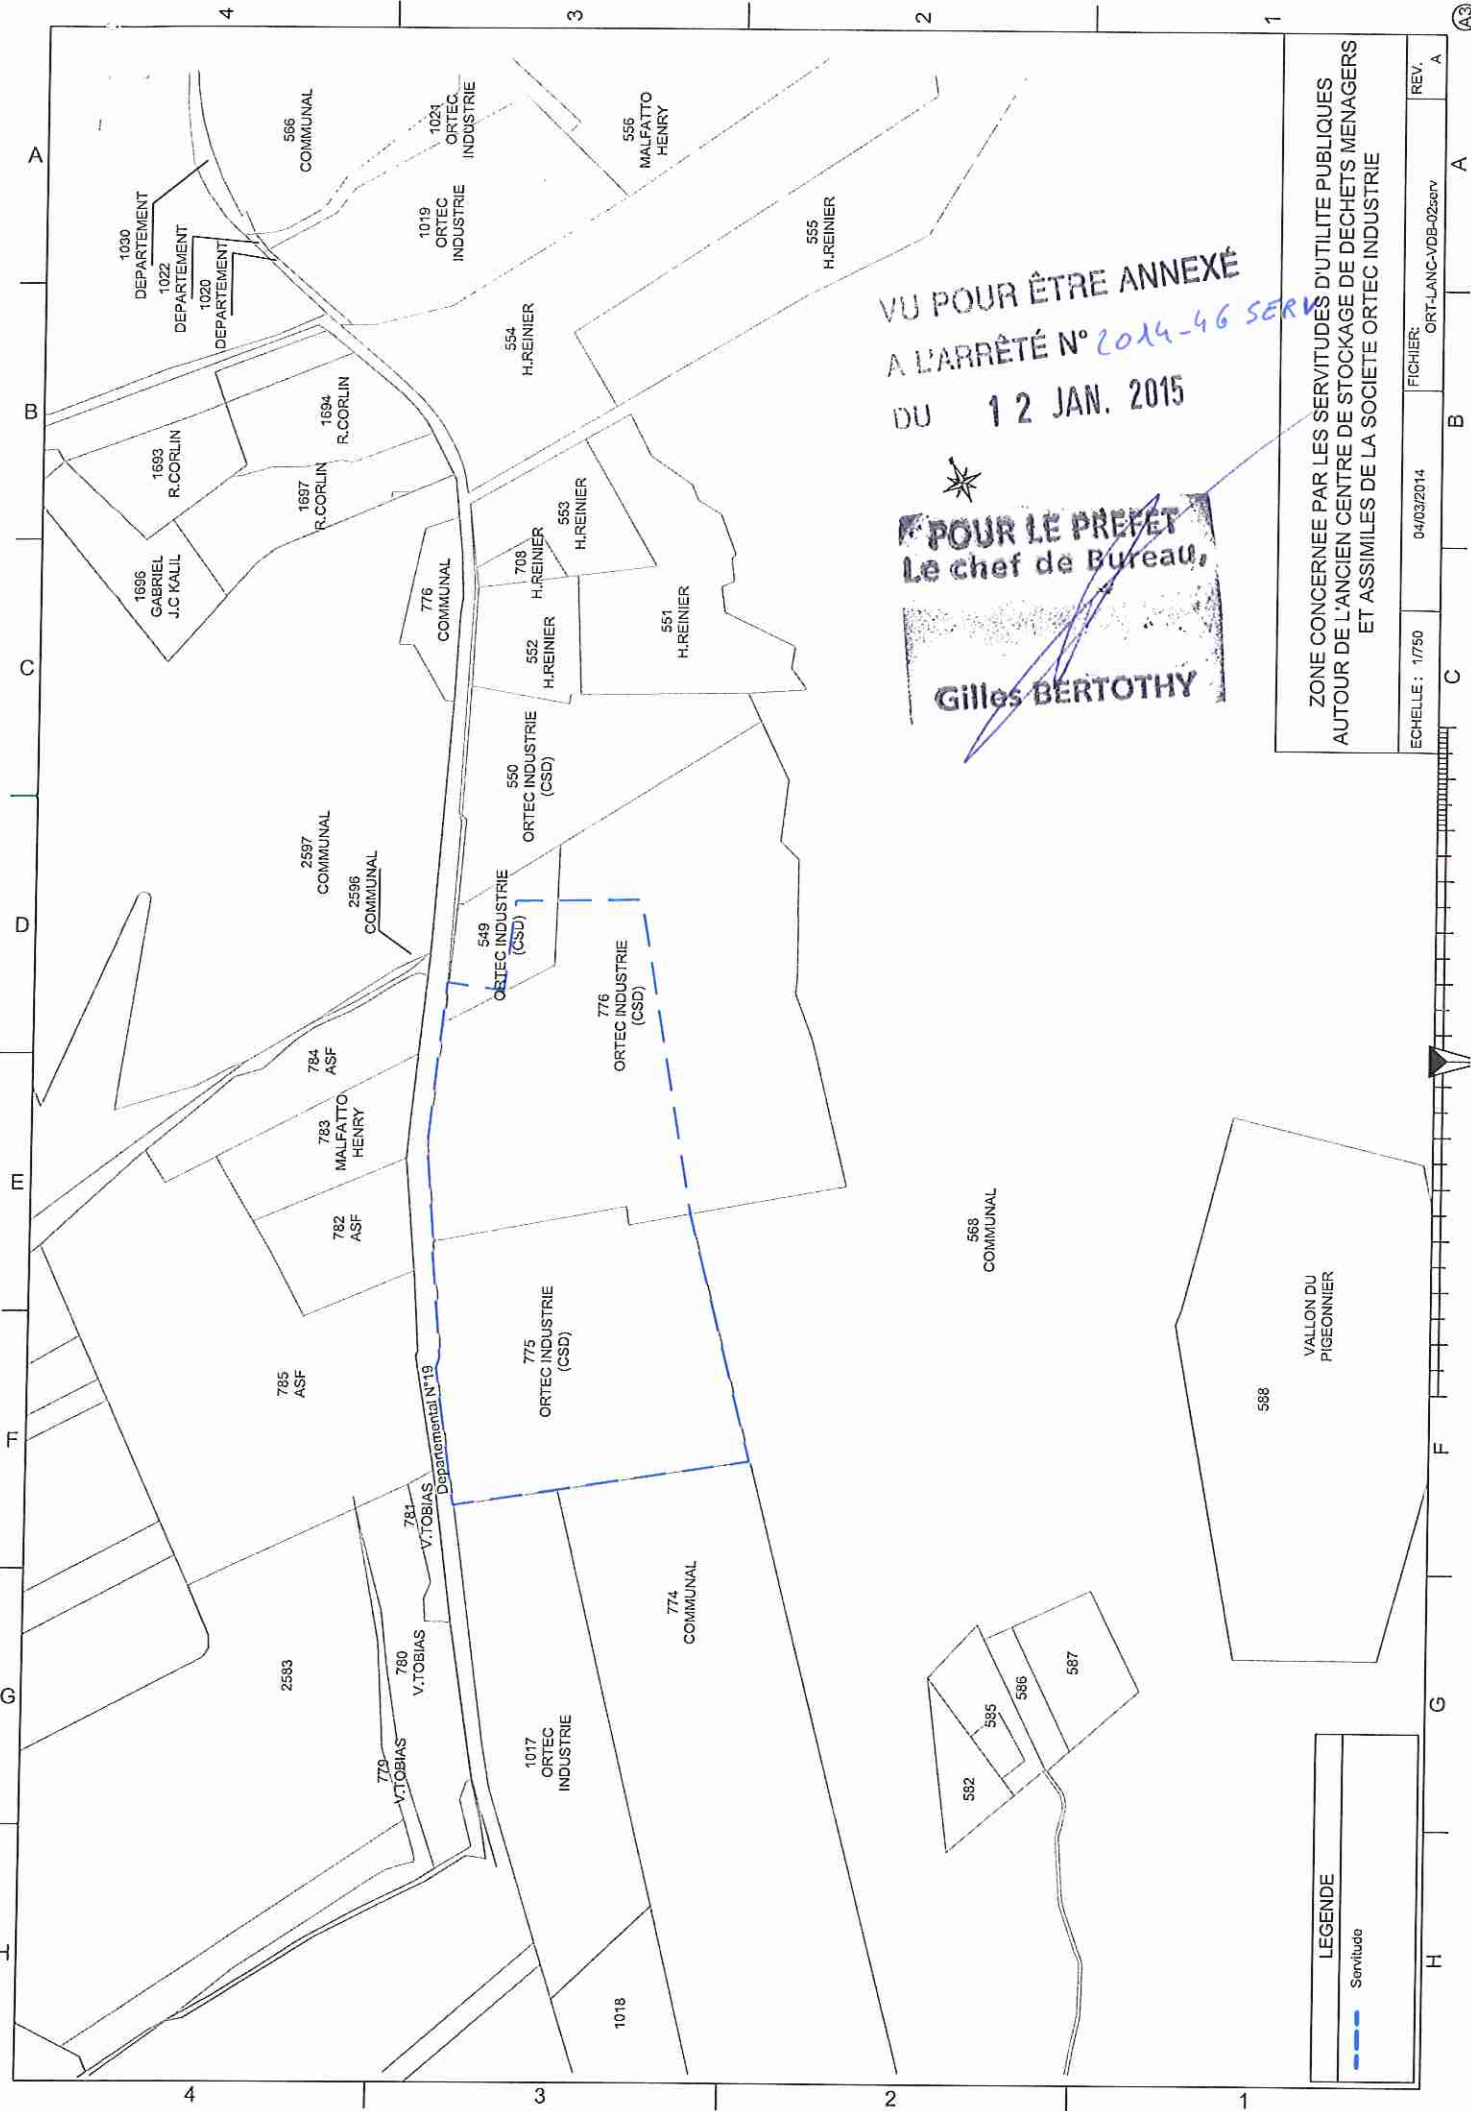 4
3
2
1
A3
A
B
C
D
E
F
G
H
1030
DEPARTEMENT
1022
DEPARTEMENT
1020
DEPARTEMENT
566
COMMUNAL
1021
ORTEC
INDUSTRIE
1019
ORTEC
INDUSTRIE
556
MALFATTO
HENRY
555
H.REINIER
554
H.REINIER
1693
R.CORLIN
1694
R.CORLIN
1697
R.CORLIN
1696
GABRIEL
J.C KALIL
776
COMMUNAL
708
H.REINIER
553
H.REINIER
552
H.REINIER
551
H.REINIER
550
ORTEC INDUSTRIE
(CSD)
2597
COMMUNAL
2596
COMMUNAL
549
ORTEC INDUSTRIE
(CSD)
776
ORTEC INDUSTRIE
(CSD)
784
ASF
783
MALFATTO
HENRY
782
ASF
785
ASF
775
ORTEC INDUSTRIE
(CSD)
Departemental N°19
568
COMMUNAL
VALLON DU
PIGEONNIER
588
781
V.TOBIAS
780
V.TOBIAS
779
V.TOBIAS
2583
774
COMMUNAL
1017
ORTEC
INDUSTRIE
1018
582
585
586
587
VU POUR ÊTRE ANNEXÉ
A L'ARRÊTÉ N° 2014-46 SERV
DU 12 JAN. 2015
POUR LE PREFET
Le chef de Bureau,
Gilles BERTOTHY
ZONE CONCERNEE PAR LES SERVITUDES D'UTILITE PUBLIQUES
AUTOUR DE L'ANCIEN CENTRE DE STOCKAGE DE DECHETS MENAGERS
ET ASSIMILES DE LA SOCIETE ORTEC INDUSTRIE
ECHELLE : 1/750
04/03/2014
FICHIER:
ORT-LANC-VDB-02serv
REV.
A
LEGENDE
Servitude
A
B
C
F
G
H
4
3
2
1